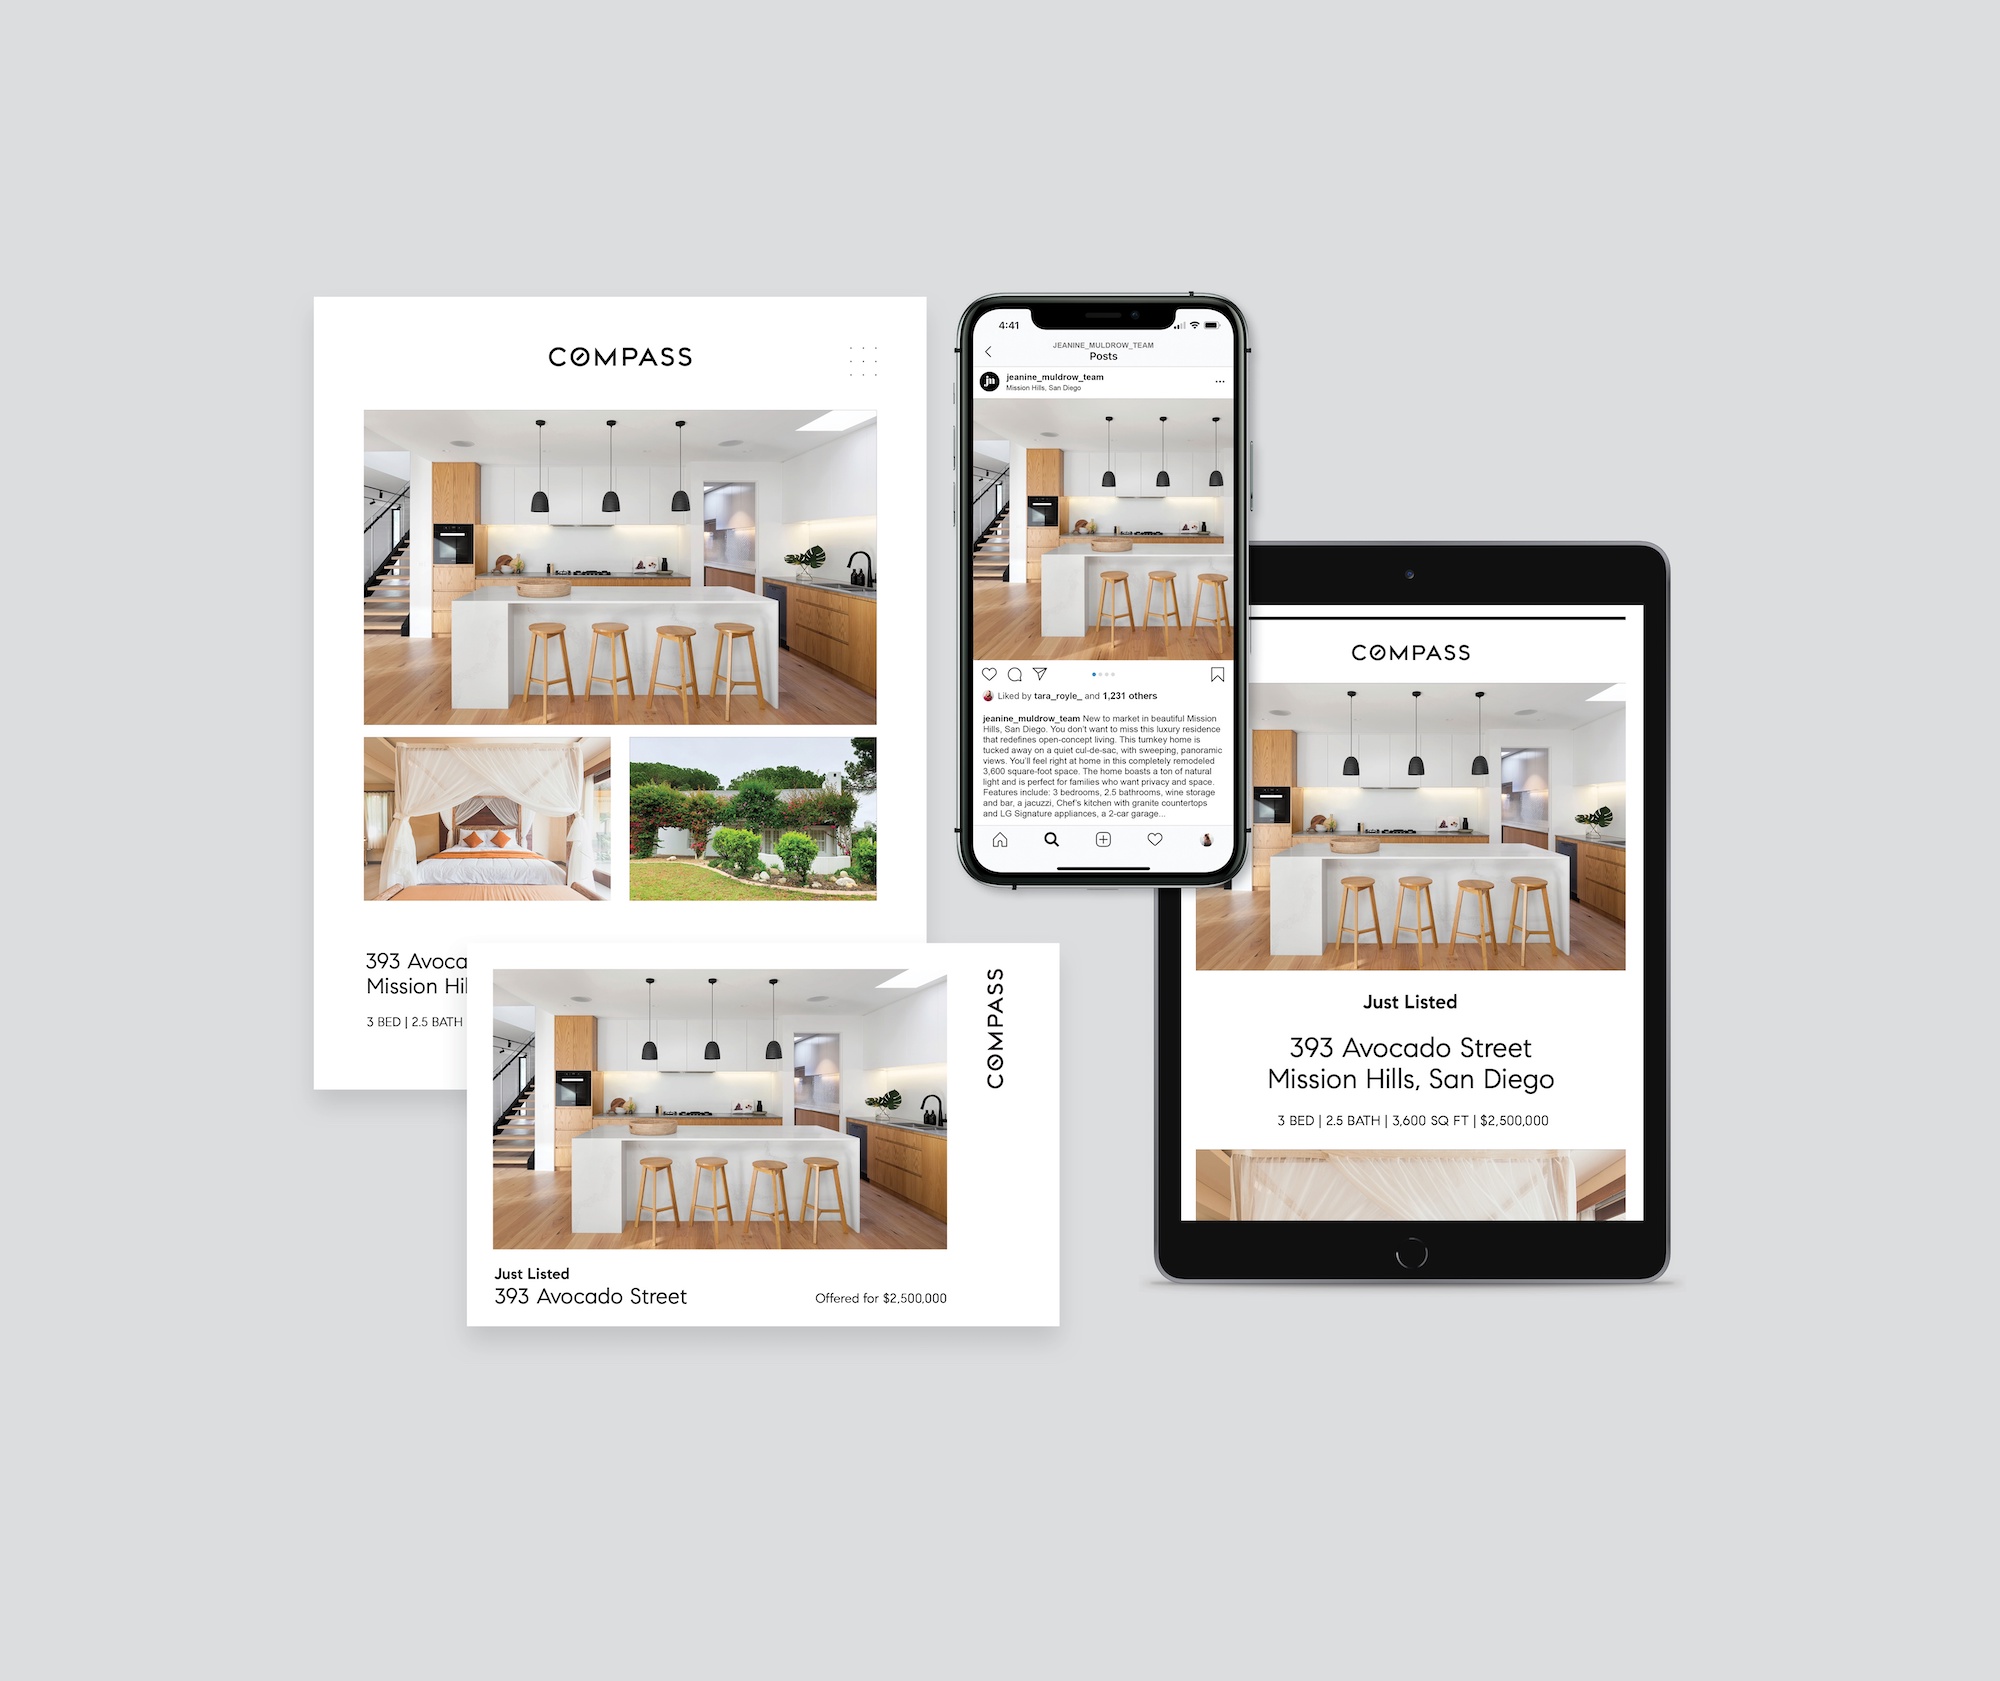 COMPASS
393 Avoca
Mission Hil
3 BED | 2.5 BATH
COMPASS
Just Listed
393 Avocado Street
Offered for $2,500,000
4:41
JEANINE_MULDROW_TEAM
Posts
jn
jeanine_muldrow_team
Mission Hills, San Diego
Liked by tara_royle_ and 1,231 others
jeanine_muldrow_team New to market in beautiful Mission
Hills, San Diego. You don't want to miss this luxury residence
that redefines open-concept living. This turnkey home is
tucked away on a quiet cul-de-sac, with sweeping, panoramic
views. You'll feel right at home in this completely remodeled
3,600 square-foot space. The home boasts a ton of natural
light and is perfect for families who want privacy and space.
Features include: 3 bedrooms, 2.5 bathrooms, wine storage
and bar, a jacuzzi, Chef's kitchen with granite countertops
and LG Signature appliances, a 2-car garage...
COMPASS
Just Listed
393 Avocado Street
Mission Hills, San Diego
3 BED | 2.5 BATH | 3,600 SQ FT | $2,500,000